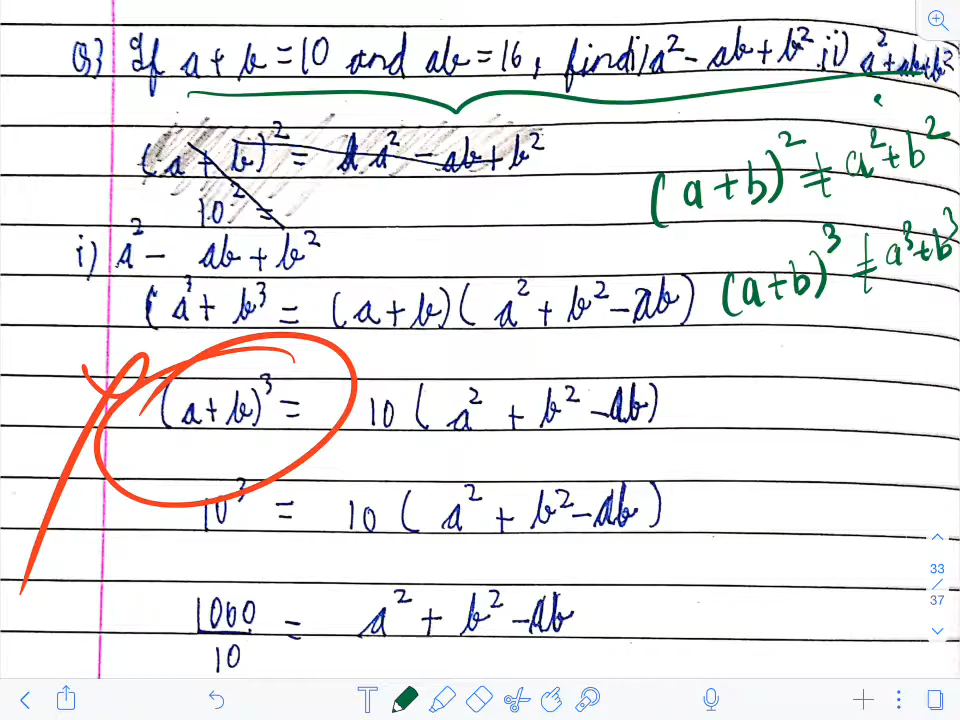 Q3) If a + b = 10 and ab = 16, find i) a² - ab + b² ii) a² + ab + b²
(a + b)² = a² - ab + b²
10² =
(a + b)² ≠ a² + b²
i) a² - ab + b²
(a³ + b³ = (a + b)(a² + b² - ab)
(a + b)³ ≠ a³ + b³
(a + b)³ = 10 (a² + b² - ab)
10³ = 10 (a² + b² - ab)
1000
10
= a² + b² - ab
33
/
37
T